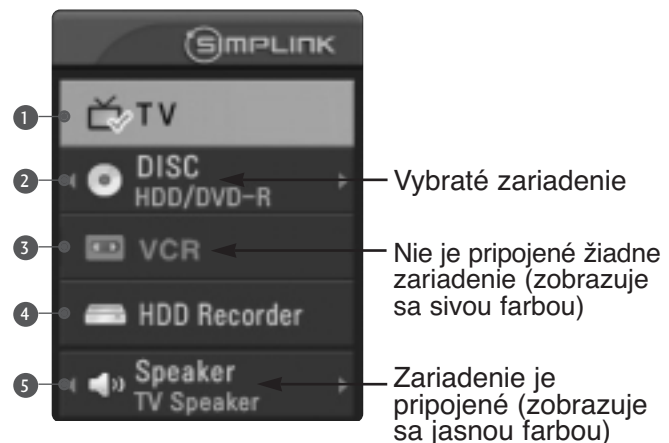 SIMPLINK
1 TV
2 DISC
HDD/DVD-R
Vybraté zariadenie
3 VCR
Nie je pripojené žiadne
zariadenie (zobrazuje
sa sivou farbou)
4 HDD Recorder
5 Speaker
TV Speaker
Zariadenie je
pripojené (zobrazuje
sa jasnou farbou)